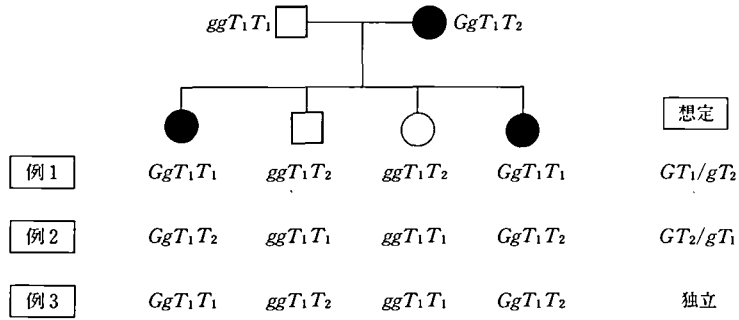 ggT₁T₁ GgT₁T₂
想定
例1 GgT₁T₁ ggT₁T₂ ggT₁T₂ GgT₁T₁ GT₁/gT₂
例2 GgT₁T₂ ggT₁T₁ ggT₁T₁ GgT₁T₂ GT₂/gT₁
例3 GgT₁T₁ ggT₁T₂ ggT₁T₁ GgT₁T₂ 独立